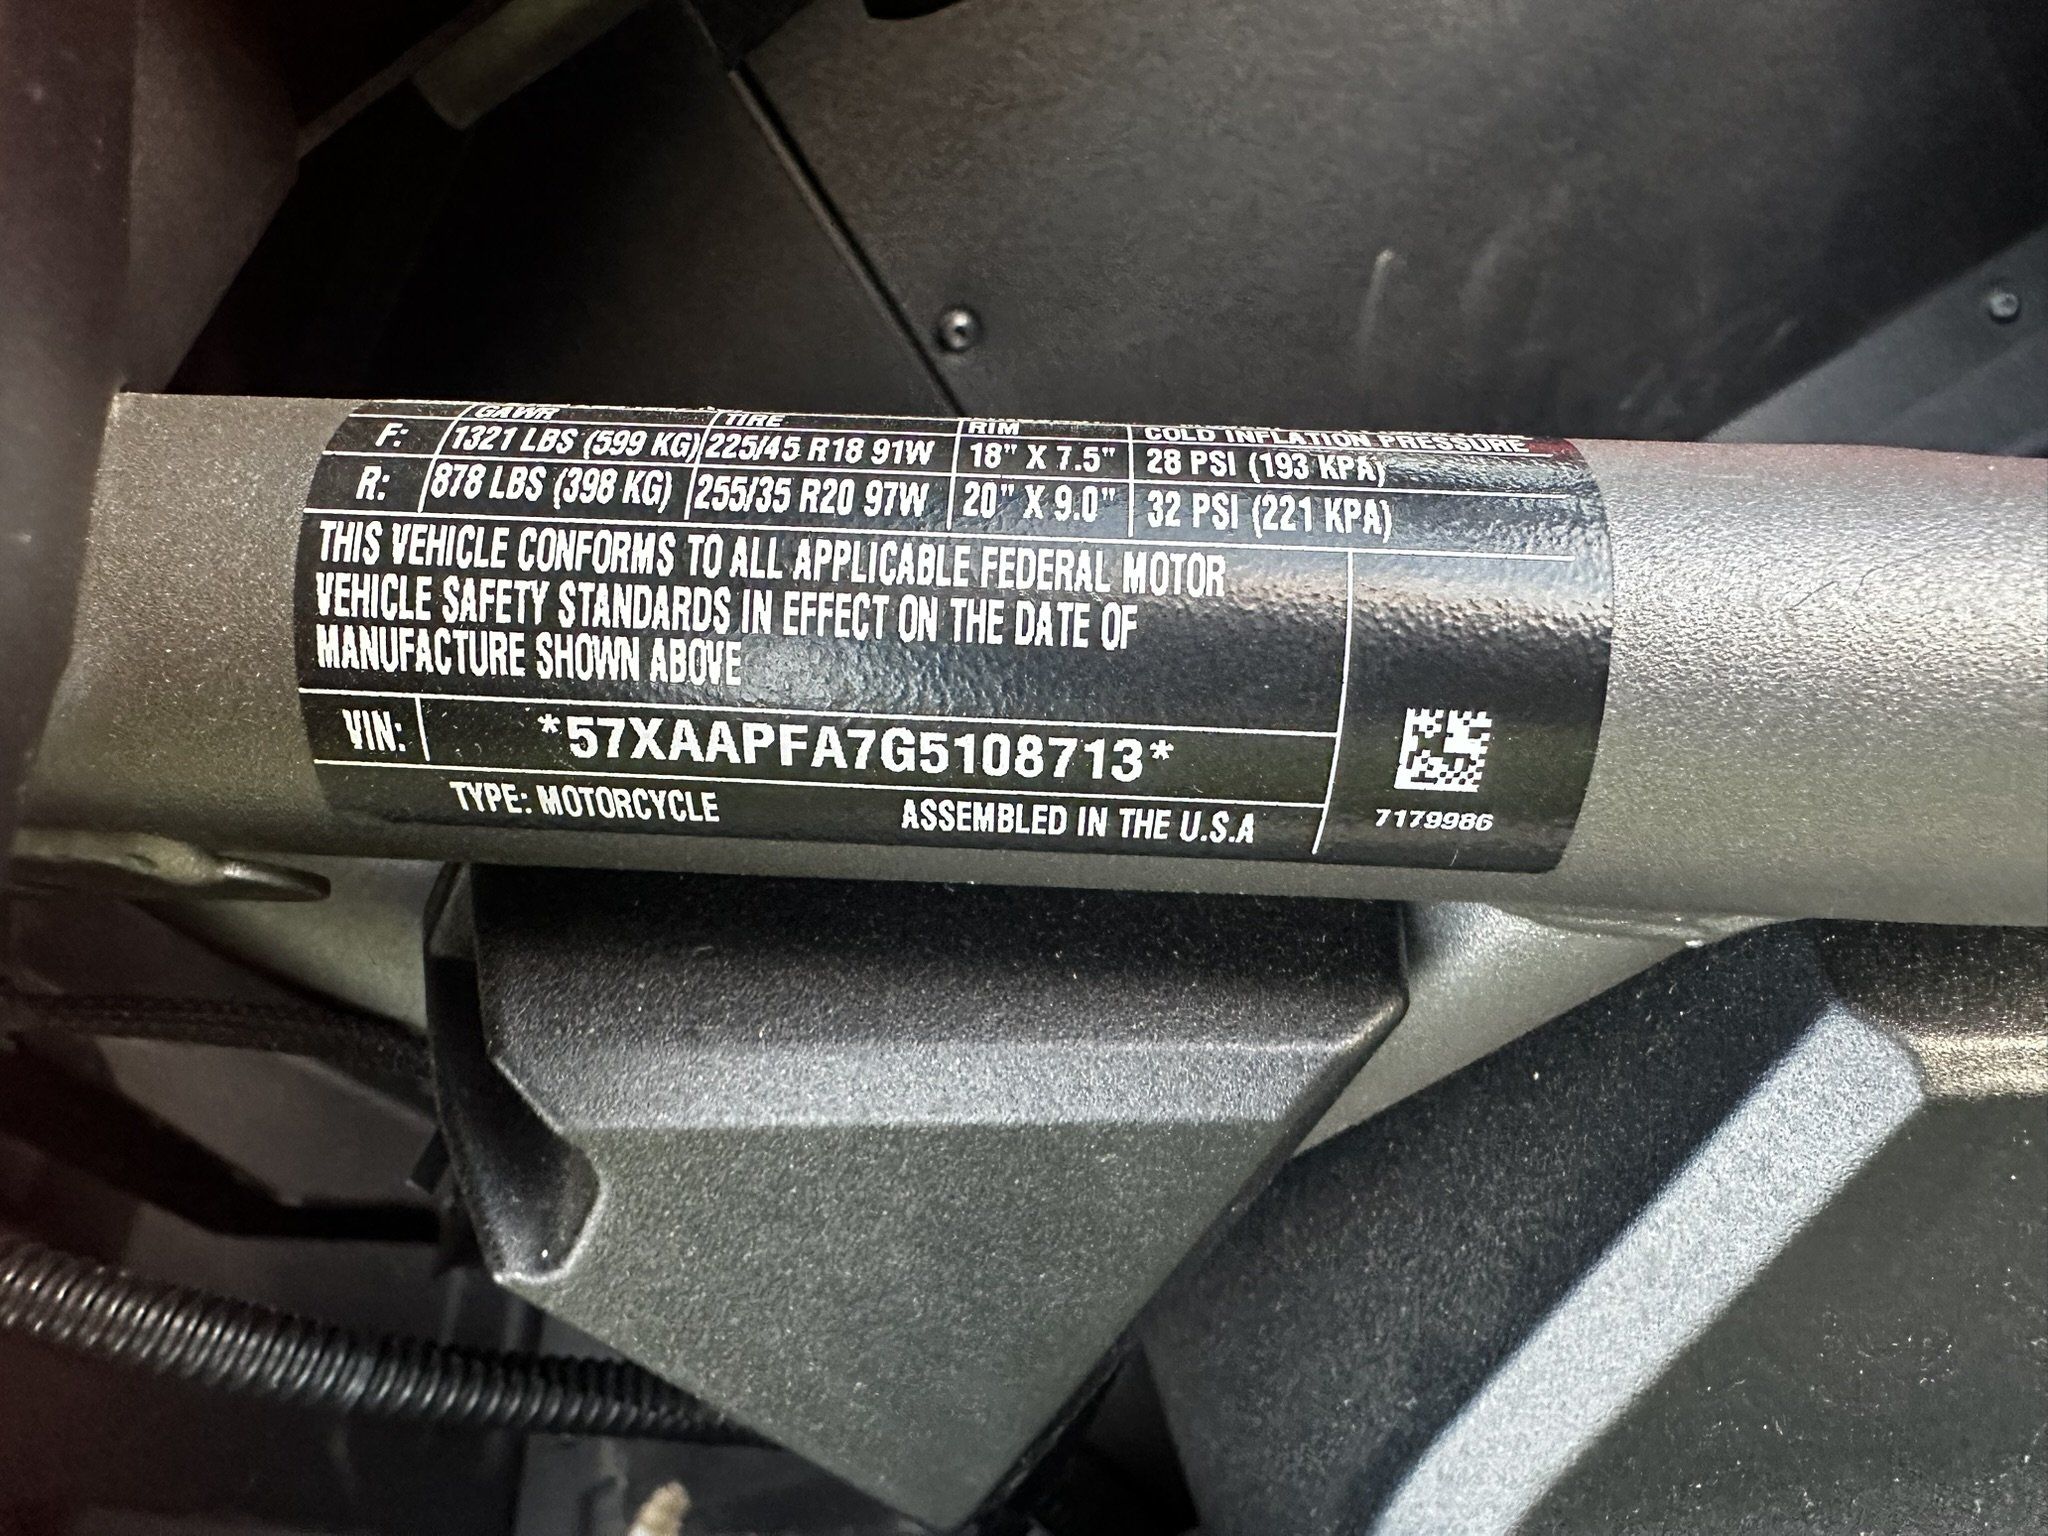 GAWR TIRE RIM COLD INFLATION PRESSURE
F: 1321 LBS (599 KG) 225/45 R18 91W 18" X 7.5" 28 PSI (193 KPA)
R: 878 LBS (398 KG) 255/35 R20 97W 20" X 9.0" 32 PSI (221 KPA)
THIS VEHICLE CONFORMS TO ALL APPLICABLE FEDERAL MOTOR
VEHICLE SAFETY STANDARDS IN EFFECT ON THE DATE OF
MANUFACTURE SHOWN ABOVE
VIN: *57XAAPFA7G5108713*
TYPE: MOTORCYCLE ASSEMBLED IN THE U.S.A
7179986